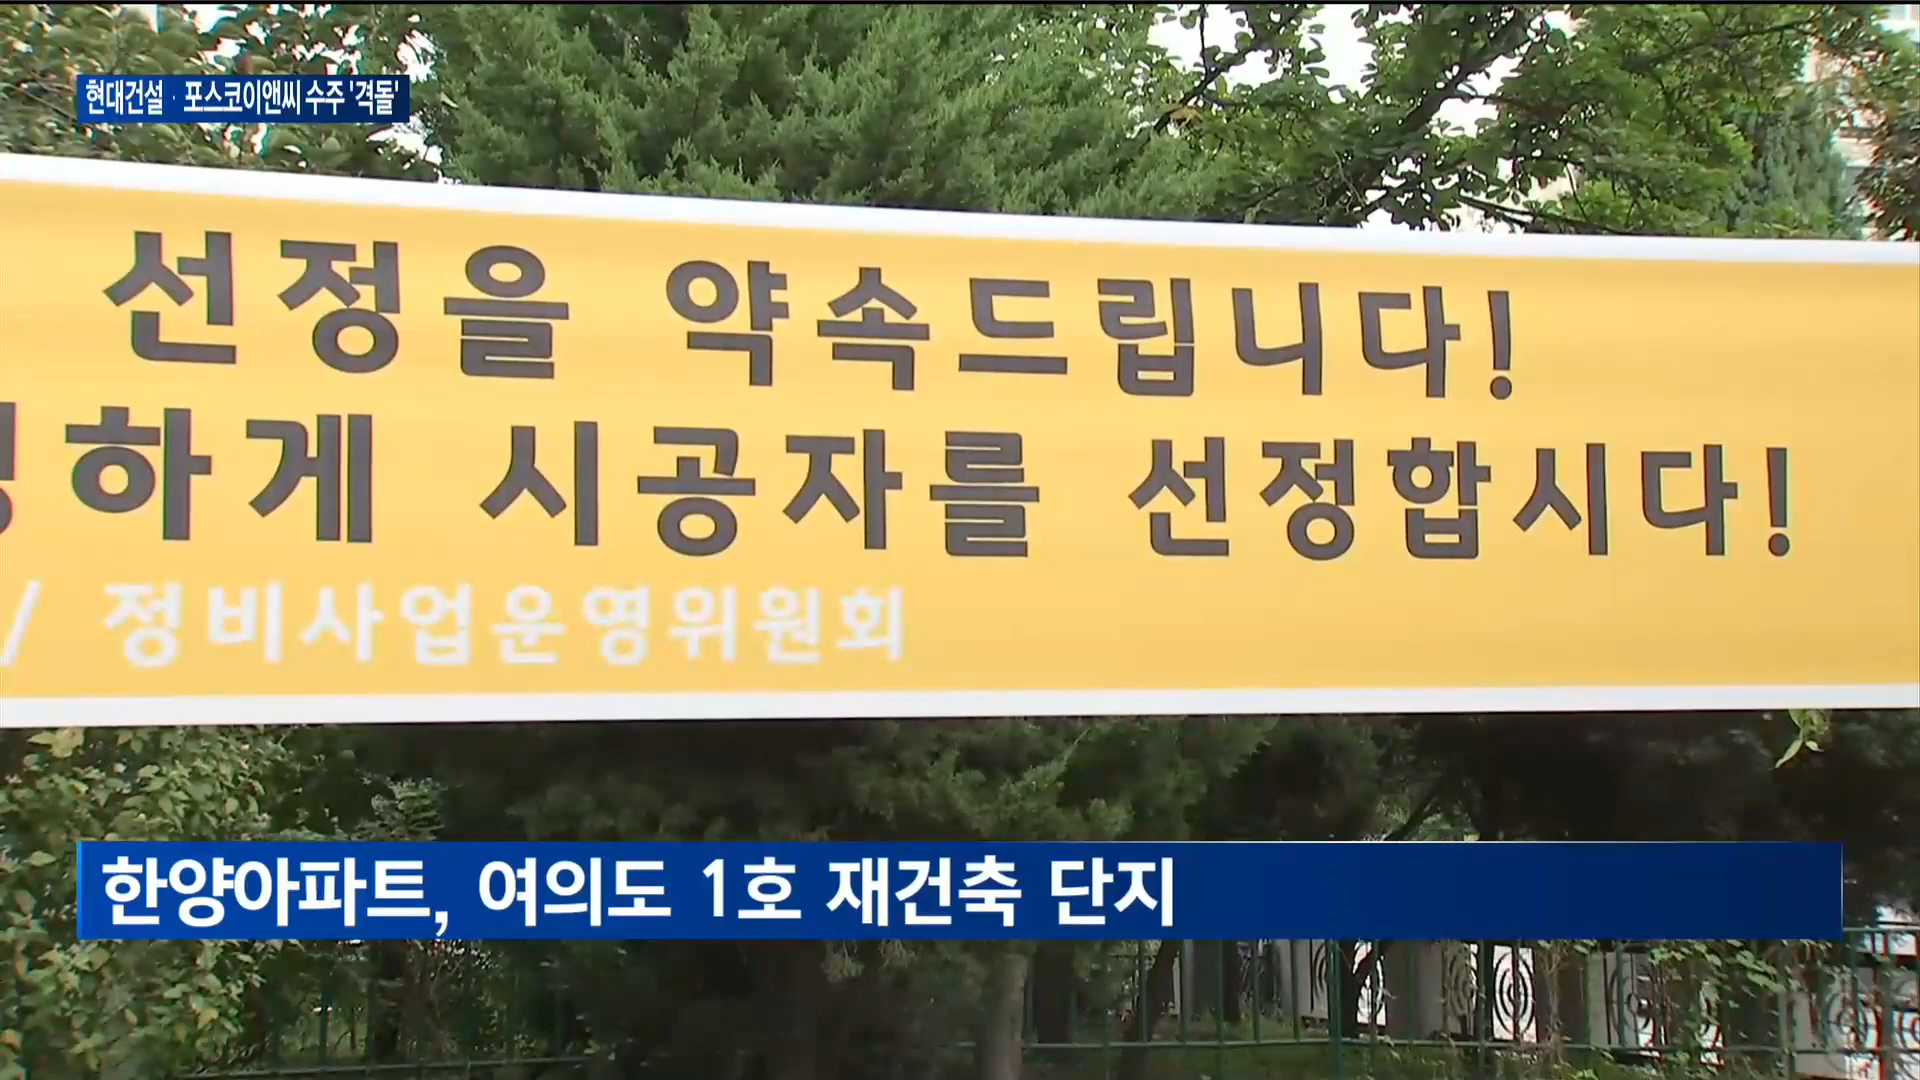 현대건설 · 포스코이앤씨 수주 '격돌'
선정을 약속드립니다!
하게 시공자를 선정합시다!
/ 정비사업운영위원회
한양아파트, 여의도 1호 재건축 단지